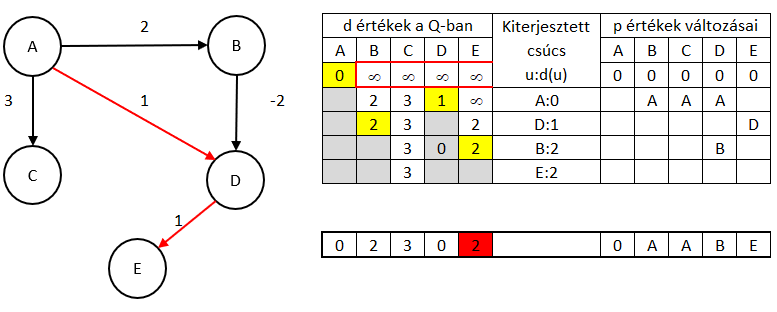 2
A
B
3
1
-2
C
D
1
E
d értékek a Q-ban Kiterjesztett csúcs u:d(u) p értékek változásai
A B C D E A B C D E
0 ∞ ∞ ∞ ∞ 0 0 0 0 0
2 3 1 ∞ A:0 A A A
2 3 2 D:1 D
3 0 2 B:2 B
3 E:2
0 2 3 0 2 0 A A B E